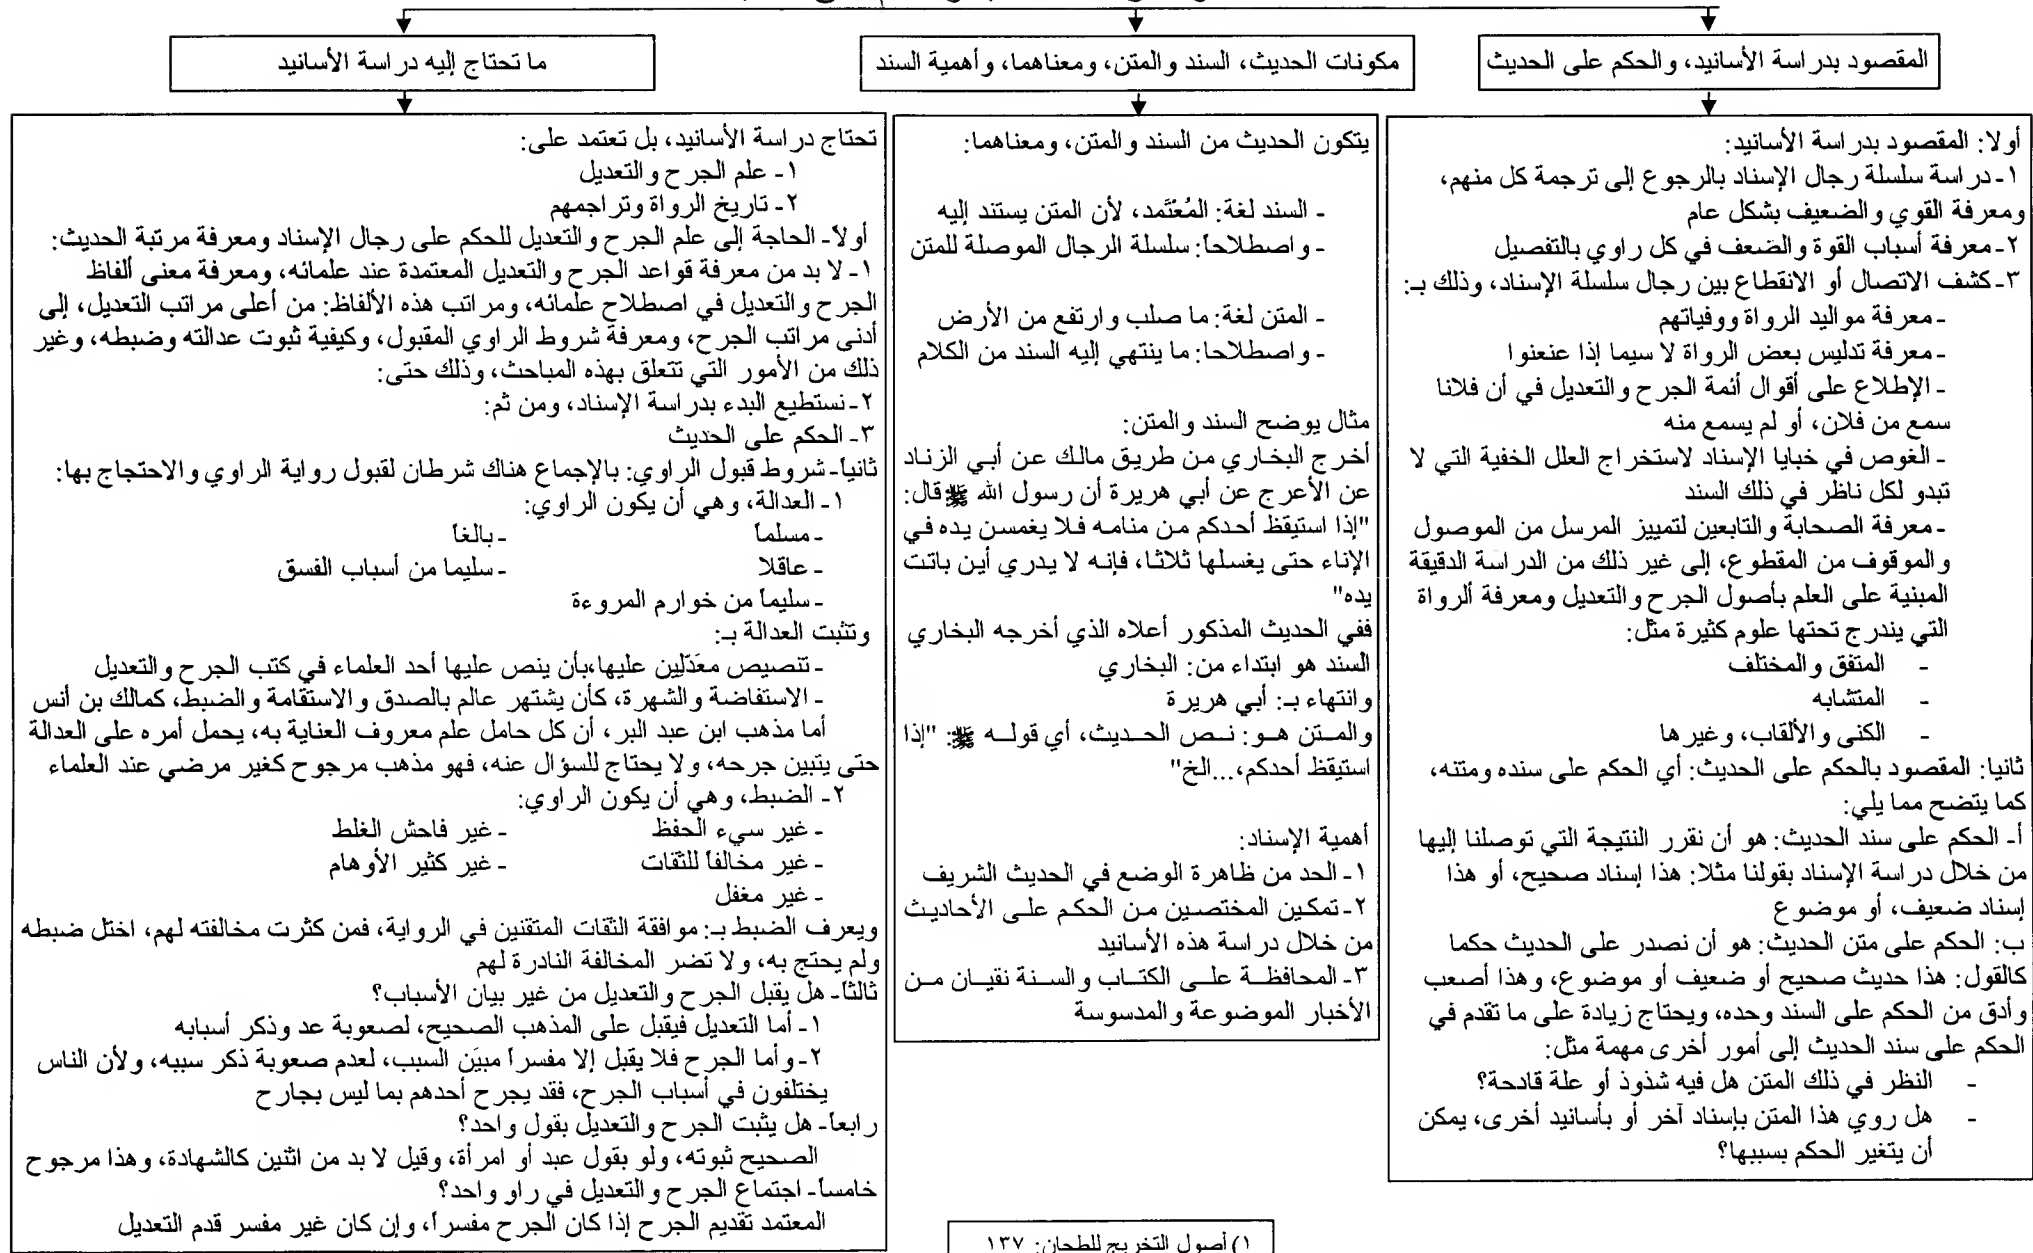 المقصود بدراسة الأسانيد، والحكم على الحديث
مكونات الحديث، السند والمتن، ومعناهما، وأهمية السند
ما تحتاج إليه دراسة الأسانيد
أولا: المقصود بدراسة الأسانيد:
١- دراسة سلسلة رجال الإسناد بالرجوع إلى ترجمة كل منهم،
ومعرفة القوي والضعيف بشكل عام
٢- معرفة أسباب القوة والضعف في كل راوي بالتفصيل
٣- كشف الاتصال أو الانقطاع بين رجال سلسلة الإسناد، وذلك بـ:
- معرفة مواليد الرواة ووفياتهم
- معرفة تدليس بعض الرواة لا سيما إذا عنعنوا
- الإطلاع على أقوال أئمة الجرح والتعديل في أن فلانا
سمع من فلان، أو لم يسمع منه
- الغوص في خبايا الإسناد لاستخراج العلل الخفية التي لا
تبدو لكل ناظر في ذلك السند
- معرفة الصحابة والتابعين لتمييز المرسل من الموصول
والموقوف من المقطوع، إلى غير ذلك من الدراسة الدقيقة
المبنية على العلم بأصول الجرح والتعديل ومعرفة ألرواة
التي يندرج تحتها علوم كثيرة مثل:
- المتفق والمختلف
- المتشابه
- الكنى والألقاب، وغيرها
ثانيا: المقصود بالحكم على الحديث: أي الحكم على سنده ومتنه،
كما يتضح مما يلي:
أ- الحكم على سند الحديث: هو أن نقرر النتيجة التي توصلنا إليها
من خلال دراسة الإسناد بقولنا مثلا: هذا إسناد صحيح، أو هذا
إسناد ضعيف، أو موضوع
ب: الحكم على متن الحديث: هو أن نصدر على الحديث حكما
كالقول: هذا حديث صحيح أو ضعيف أو موضوع، وهذا أصعب
وأدق من الحكم على السند وحده، ويحتاج زيادة على ما تقدم في
الحكم على سند الحديث إلى أمور أخرى مهمة مثل:
- النظر في ذلك المتن هل فيه شذوذ أو علة قادحة؟
- هل روي هذا المتن بإسناد آخر أو بأسانيد أخرى، يمكن
أن يتغير الحكم بسببها؟
يتكون الحديث من السند والمتن، ومعناهما:
- السند لغة: المُعْتَمد، لأن المتن يستند إليه
- واصطلاحاً: سلسلة الرجال الموصلة للمتن
- المتن لغة: ما صلب وارتفع من الأرض
- واصطلاحا: ما ينتهي إليه السند من الكلام
مثال يوضح السند والمتن:
أخرج البخاري من طريق مالك عن أبي الزناد
عن الأعرج عن أبي هريرة أن رسول الله ﷺ قال:
"إذا استيقظ أحدكم من منامه فلا يغمسن يده في
الإناء حتى يغسلها ثلاثا، فإنه لا يدري أين باتت
يده"
ففي الحديث المذكور أعلاه الذي أخرجه البخاري
السند هو ابتداء من: البخاري
وانتهاء بـ: أبي هريرة
والمتن هو: نص الحديث، أي قوله ﷺ: "إذا
استيقظ أحدكم،...الخ"
أهمية الإسناد:
١- الحد من ظاهرة الوضع في الحديث الشريف
٢- تمكين المختصين من الحكم على الأحاديث
من خلال دراسة هذه الأسانيد
٣- المحافظة على الكتاب والسنة نقيان من
الأخبار الموضوعة والمدسوسة
تحتاج دراسة الأسانيد، بل تعتمد على:
١- علم الجرح والتعديل
٢- تاريخ الرواة وتراجمهم
أولاً- الحاجة إلى علم الجرح والتعديل للحكم على رجال الإسناد ومعرفة مرتبة الحديث:
١- لا بد من معرفة قواعد الجرح والتعديل المعتمدة عند علمائه، ومعرفة معنى ألفاظ
الجرح والتعديل في اصطلاح علمائه، ومراتب هذه الألفاظ: من أعلى مراتب التعديل، إلى
أدنى مراتب الجرح، ومعرفة شروط الراوي المقبول، وكيفية ثبوت عدالته وضبطه، وغير
ذلك من الأمور التي تتعلق بهذه المباحث، وذلك حتى:
٢- نستطيع البدء بدراسة الإسناد، ومن ثم:
٣- الحكم على الحديث
ثانياً- شروط قبول الراوي: بالإجماع هناك شرطان لقبول رواية الراوي والاحتجاج بها:
١- العدالة، وهي أن يكون الراوي:
- مسلما - بالغا
- عاقلا - سليما من أسباب الفسق
- سليماً من خوارم المروءة
وتثبت العدالة بـ:
- تنصيص معَدِّلِين عليها،بأن ينص عليها أحد العلماء في كتب الجرح والتعديل
- الاستفاضة والشهرة، كأن يشتهر عالم بالصدق والاستقامة والضبط، كمالك بن أنس
أما مذهب ابن عبد البر، أن كل حامل علم معروف العناية به، يحمل أمره على العدالة
حتى يتبين جرحه، ولا يحتاج للسؤال عنه، فهو مذهب مرجوح كغير مرضي عند العلماء
٢- الضبط، وهي أن يكون الراوي:
- غير سيء الحفظ - غير فاحش الغلط
- غير مخالفاً للثقات - غير كثير الأوهام
- غير مغفل
ويعرف الضبط بـ: موافقة الثقات المتقنين في الرواية، فمن كثرت مخالفته لهم، اختل ضبطه
ولم يحتج به، ولا تضر المخالفة النادرة لهم
ثالثاً- هل يقبل الجرح والتعديل من غير بيان الأسباب؟
١- أما التعديل فيقبل على المذهب الصحيح، لصعوبة عد وذكر أسبابه
٢- وأما الجرح فلا يقبل إلا مفسراً مبيَن السبب، لعدم صعوبة ذكر سببه، ولأن الناس
يختلفون في أسباب الجرح، فقد يجرح أحدهم بما ليس بجارح
رابعاً- هل يثبت الجرح والتعديل بقول واحد؟
الصحيح ثبوته، ولو بقول عبد أو امرأة، وقيل لا بد من اثنين كالشهادة، وهذا مرجوح
خامساً- اجتماع الجرح والتعديل في راو واحد؟
المعتمد تقديم الجرح إذا كان الجرح مفسراً، وإن كان غير مفسر قدم التعديل
١) أصول التخريج للطحان: ١٣٧